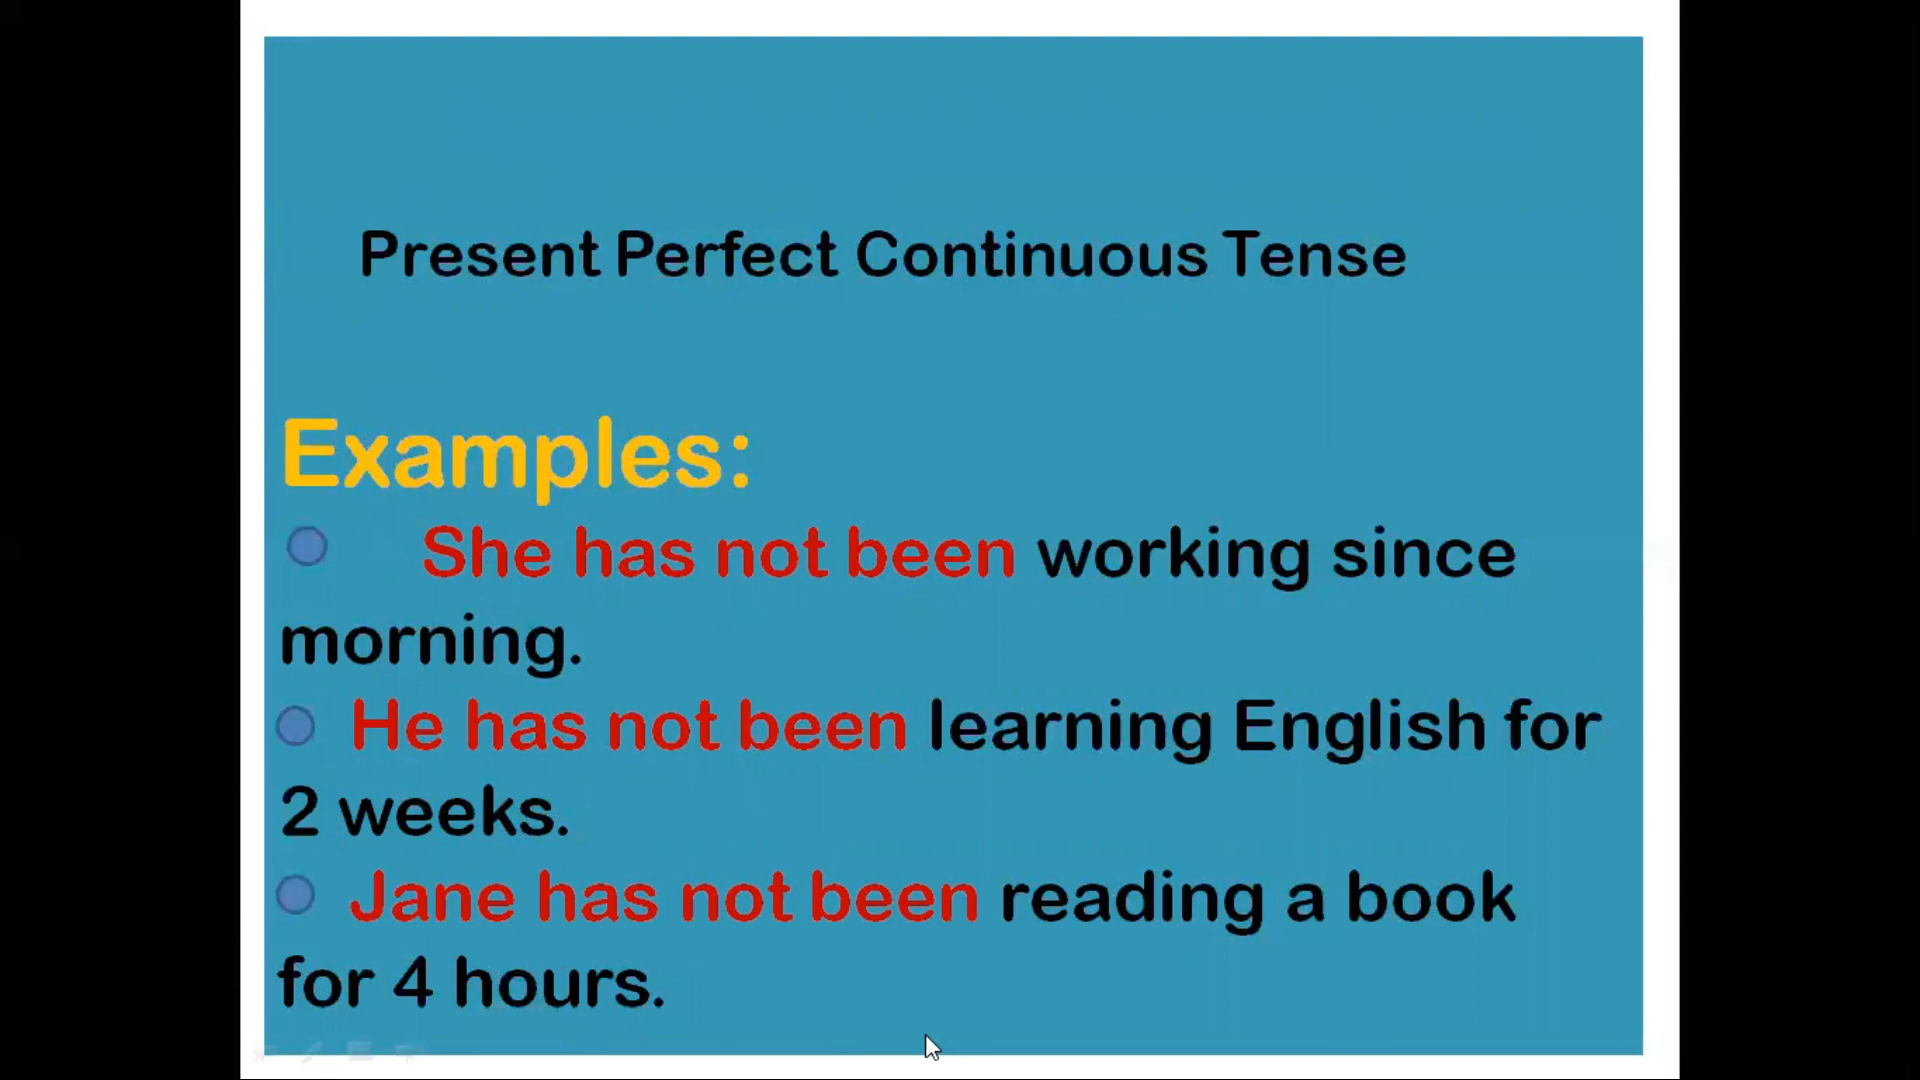 Present Perfect Continuous Tense
Examples:
She has not been working since
morning.
He has not been learning English for
2 weeks.
Jane has not been reading a book
for 4 hours.